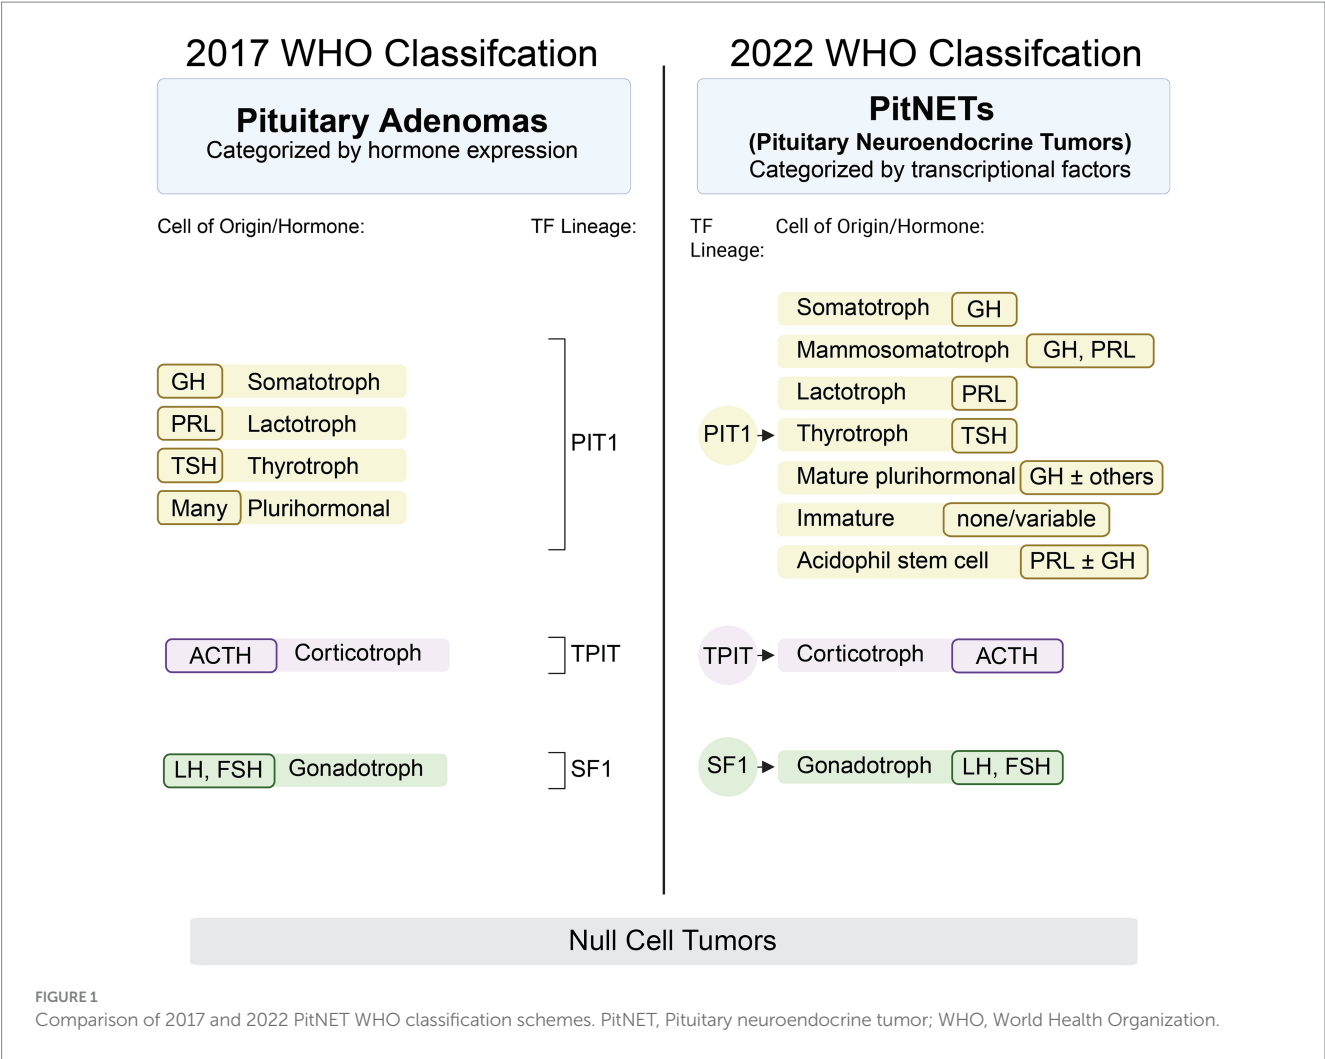 2017 WHO Classifcation
Pituitary Adenomas
Categorized by hormone expression
Cell of Origin/Hormone:
TF Lineage:
GH Somatotroph
PRL Lactotroph
TSH Thyrotroph
Many Plurihormonal
PIT1
ACTH Corticotroph
TPIT
LH, FSH Gonadotroph
SF1
2022 WHO Classifcation
PitNETs
(Pituitary Neuroendocrine Tumors)
Categorized by transcriptional factors
TF
Lineage:
Cell of Origin/Hormone:
PIT1
Somatotroph GH
Mammosomatotroph GH, PRL
Lactotroph PRL
Thyrotroph TSH
Mature plurihormonal GH ± others
Immature none/variable
Acidophil stem cell PRL ± GH
TPIT
Corticotroph ACTH
SF1
Gonadotroph LH, FSH
Null Cell Tumors
FIGURE 1
Comparison of 2017 and 2022 PitNET WHO classification schemes. PitNET, Pituitary neuroendocrine tumor; WHO, World Health Organization.